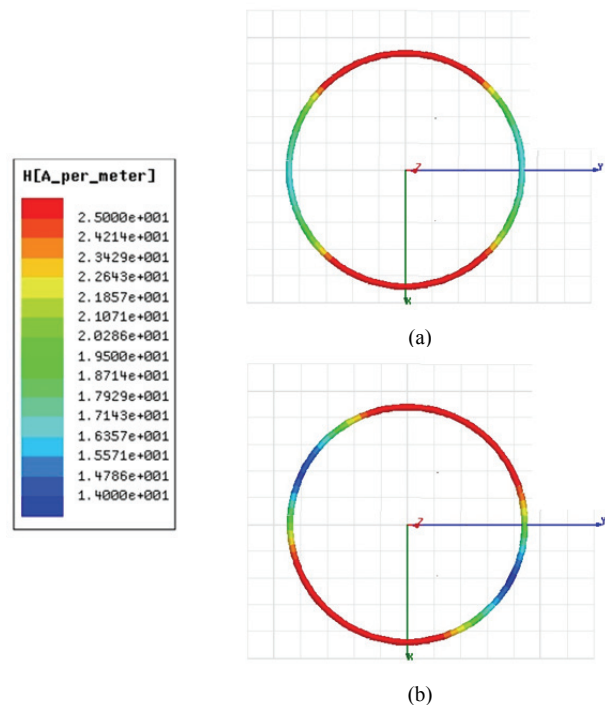 H[A_per_meter]
2.5000e+001
2.4214e+001
2.3429e+001
2.2643e+001
2.1857e+001
2.1071e+001
2.0286e+001
1.9500e+001
1.8714e+001
1.7929e+001
1.7143e+001
1.6357e+001
1.5571e+001
1.4786e+001
1.4000e+001
Z
Y
X
(a)
Z
Y
X
(b)